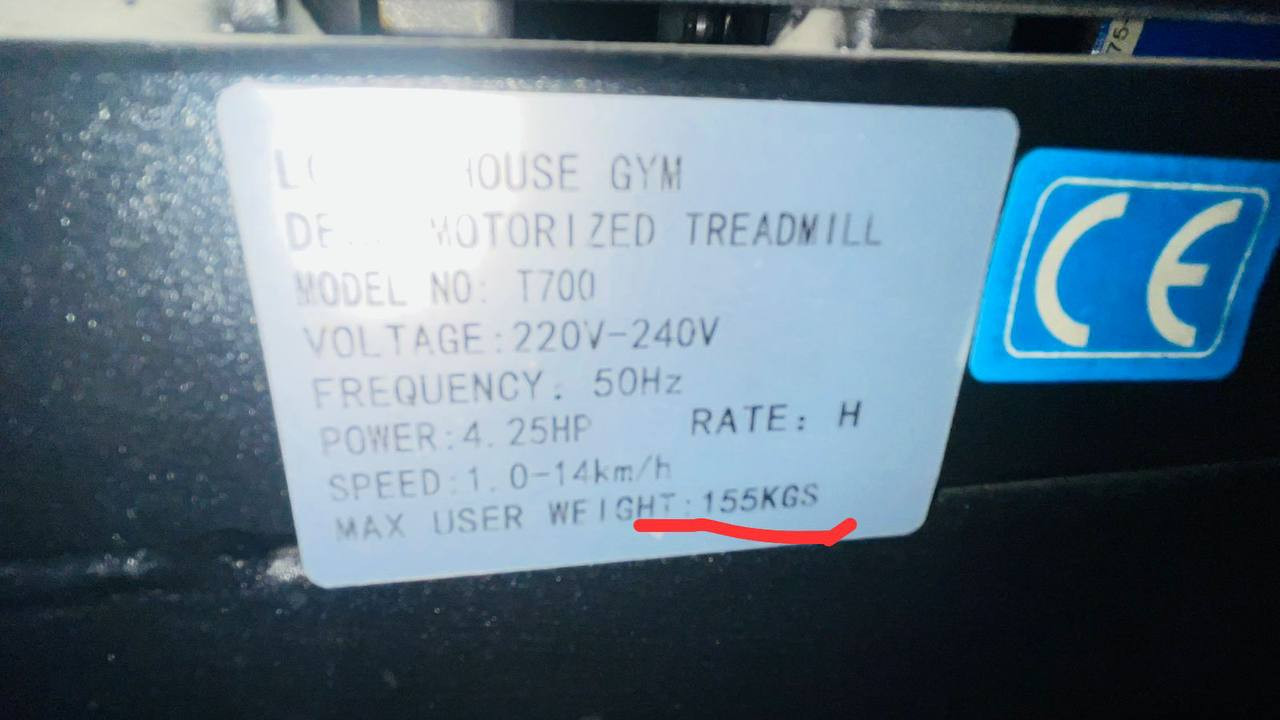 HOUSE GYM
MOTORIZED TREADMILL
MODEL NO: T700
VOLTAGE:220V-240V
FREQUENCY. 50Hz
POWER:4.25HP RATE: H
SPEED:1.0-14km/h
MAX USER WEIGHT:155KGS
CE
75-